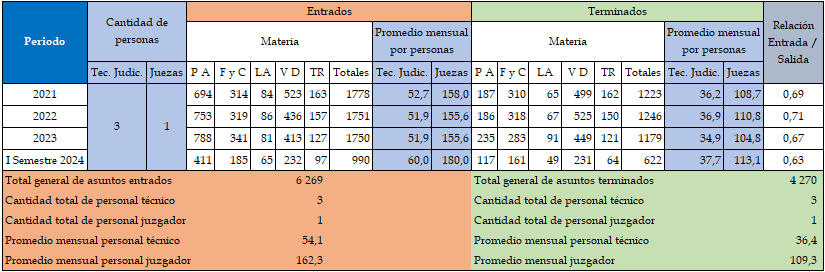 Periodo Cantidad de personas Entrados Terminados Relación Entrada / Salida
Materia Promedio mensual por personas Materia Promedio mensual por personas
Tec. Judic. Juezas P A F y C LA V D TR Totales Tec. Judic. Juezas P A F y C LA V D TR Totales Tec. Judic. Juezas
2021 3 1 694 314 84 523 163 1778 52,7 158,0 187 310 65 499 162 1223 36,2 108,7 0,69
2022 753 319 86 436 157 1751 51,9 155,6 186 318 67 525 150 1246 36,9 110,8 0,71
2023 788 341 81 413 127 1750 51,9 155,6 235 283 91 449 121 1179 34,9 104,8 0,67
I Semestre 2024 411 185 65 232 97 990 60,0 180,0 117 161 49 231 64 622 37,7 113,1 0,63
Total general de asuntos entrados 6 269 Total general de asuntos terminados 4 270
Cantidad total de personal técnico 3 Cantidad total de personal técnico 3
Cantidad total de personal juzgador 1 Cantidad total de personal juzgador 1
Promedio mensual personal técnico 54,1 Promedio mensual personal técnico 36,4
Promedio mensual personal juzgador 162,3 Promedio mensual juzgador 109,3